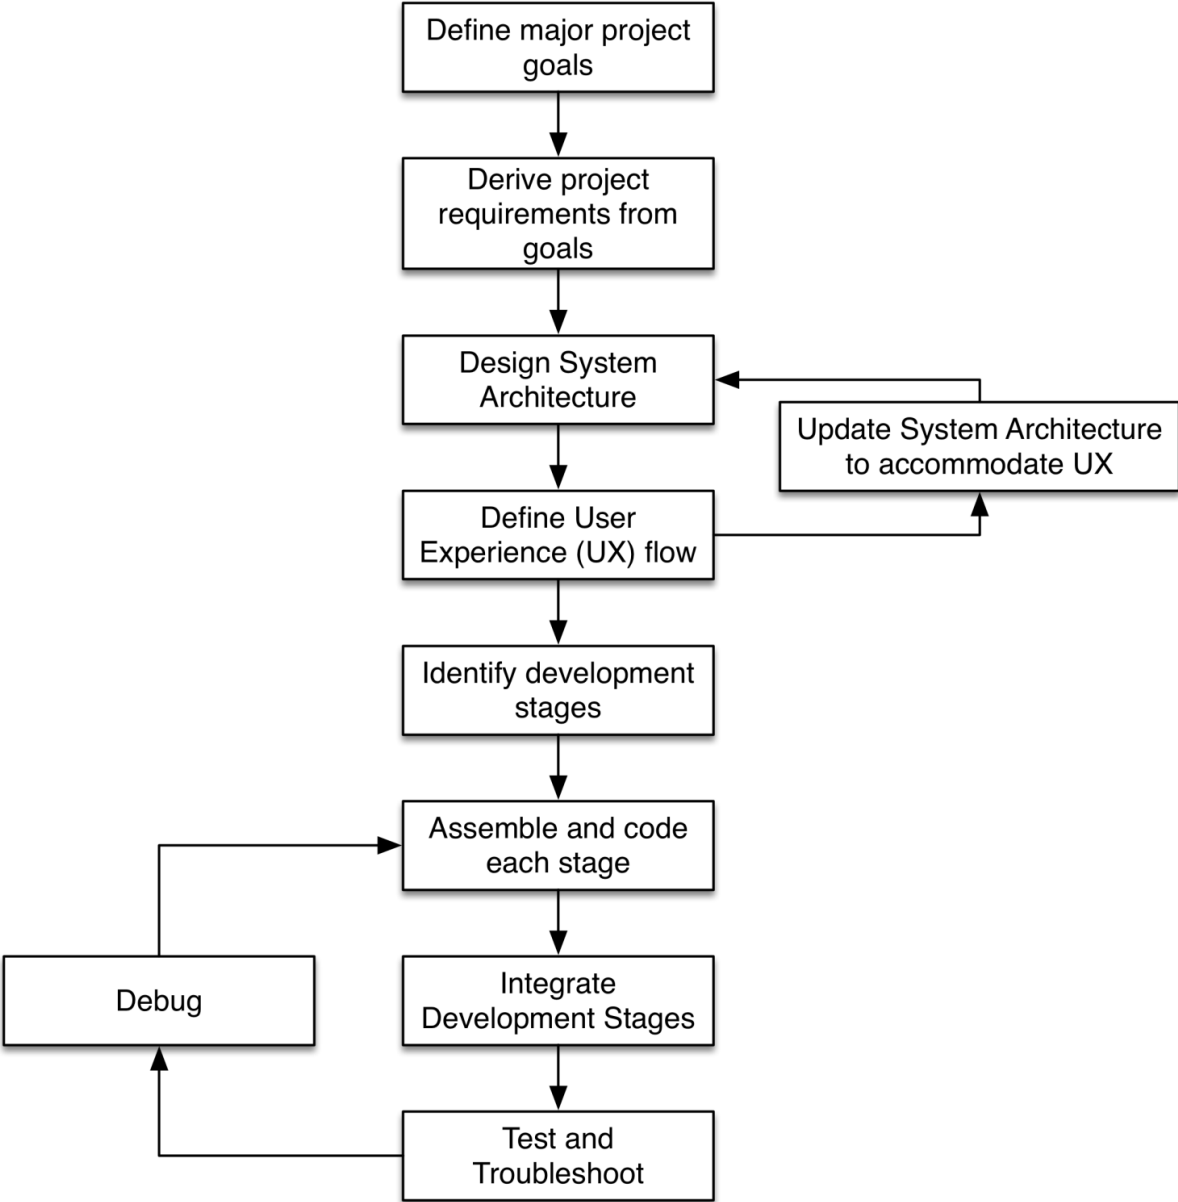 Define major project
goals
Derive project
requirements from
goals
Design System
Architecture
Update System Architecture
to accommodate UX
Define User
Experience (UX) flow
Identify development
stages
Assemble and code
each stage
Debug
Integrate
Development Stages
Test and
Troubleshoot